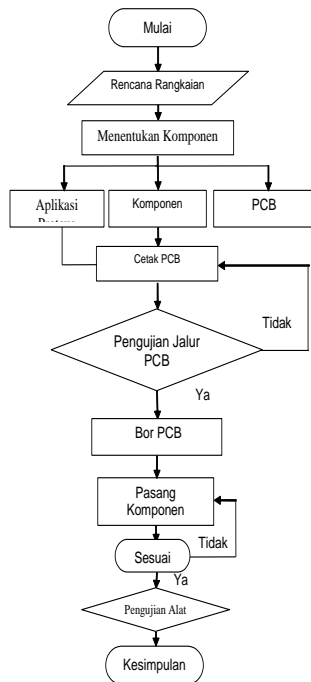 Mulai
Rencana Rangkaian
Menentukan Komponen
Aplikasi
Komponen
PCB
Cetak PCB
Pengujian Jalur
PCB
Tidak
Ya
Bor PCB
Pasang
Komponen
Tidak
Sesuai
Ya
Pengujian Alat
Kesimpulan